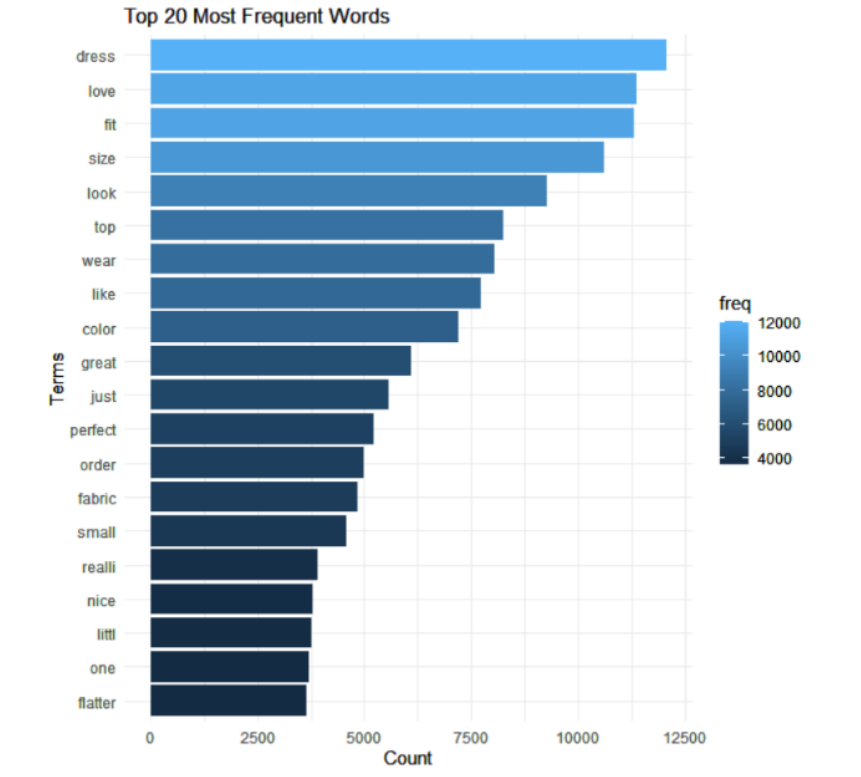 Top 20 Most Frequent Words
Terms
dress
love
fit
size
look
top
wear
like
color
great
just
perfect
order
fabric
small
realli
nice
littl
one
flatter
0 2500 5000 7500 10000 12500
Count
freq
12000
10000
8000
6000
4000